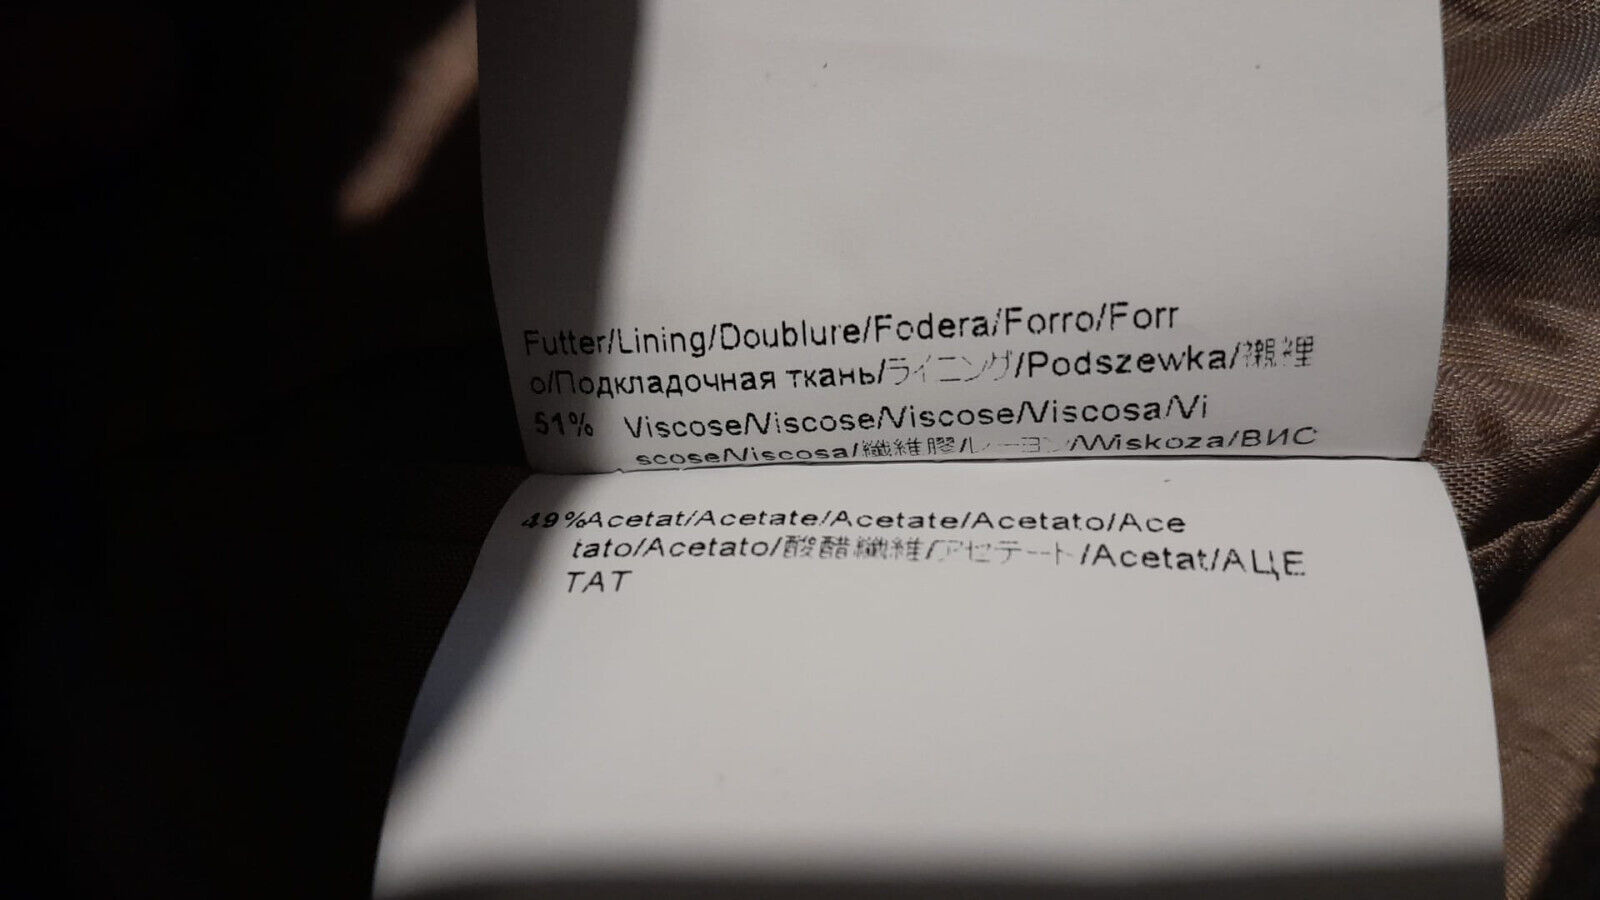 Futter/Lining/Doublure/Fodera/Forro/Forr
o/Подкладочная ткань/ライニング/Podszewka/襯裡
51% Viscose/Viscose/Viscose/Viscosa/Vi
scose/Viscosa/纖維膠/レーヨン/Wiskoza/ВИС
49%Acetat/Acetate/Acetate/Acetato/Ace
tato/Acetato/酸醋纖維/アセテート/Acetat/АЦЕ
ТАТ